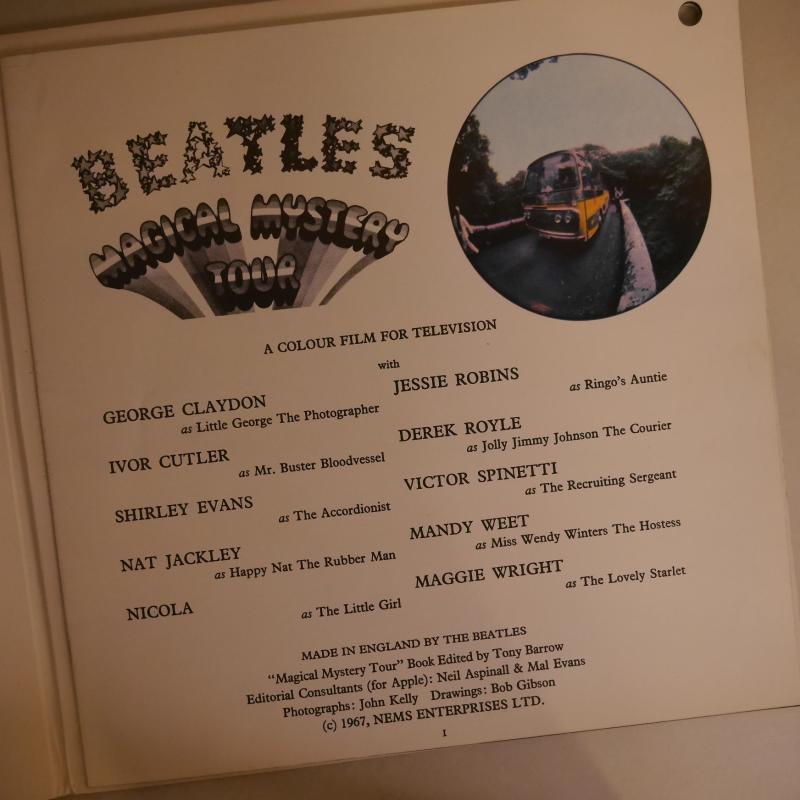 BEATLES
MAGICAL MYSTERY
TOUR
A COLOUR FILM FOR TELEVISION
with
GEORGE CLAYDON
as Little George The Photographer
IVOR CUTLER
as Mr. Buster Bloodvessel
SHIRLEY EVANS
as The Accordionist
NAT JACKLEY
as Happy Nat The Rubber Man
NICOLA
as The Little Girl
JESSIE ROBINS
as Ringo's Auntie
DEREK ROYLE
as Jolly Jimmy Johnson The Courier
VICTOR SPINETTI
as The Recruiting Sergeant
MANDY WEET
as Miss Wendy Winters The Hostess
MAGGIE WRIGHT
as The Lovely Starlet
MADE IN ENGLAND BY THE BEATLES
"Magical Mystery Tour" Book Edited by Tony Barrow
Editorial Consultants (for Apple): Neil Aspinall & Mal Evans
Photographs: John Kelly Drawings: Bob Gibson
(c) 1967, NEMS ENTERPRISES LTD.
I